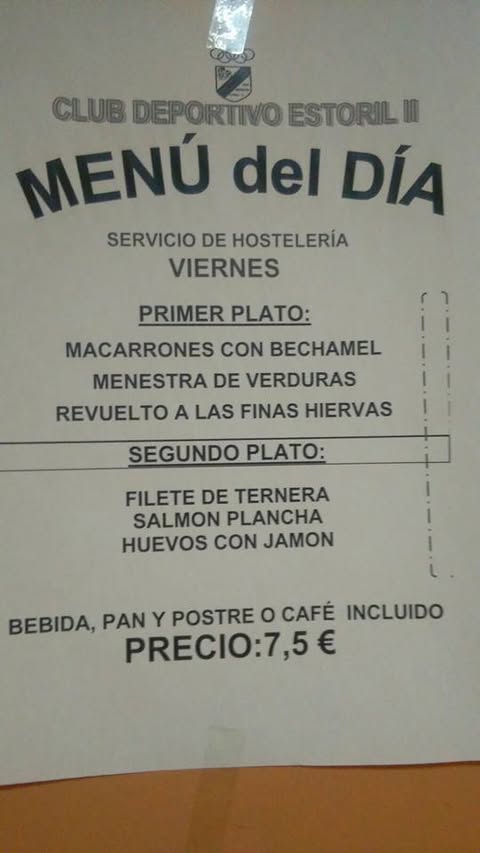 CLUB DEPORTIVO ESTORIL II
MENÚ del DÍA
SERVICIO DE HOSTELERÍA
VIERNES
PRIMER PLATO:
MACARRONES CON BECHAMEL
MENESTRA DE VERDURAS
REVUELTO A LAS FINAS HIERVAS
SEGUNDO PLATO:
FILETE DE TERNERA
SALMON PLANCHA
HUEVOS CON JAMON
BEBIDA, PAN Y POSTRE O CAFÉ INCLUIDO
PRECIO:7,5 €